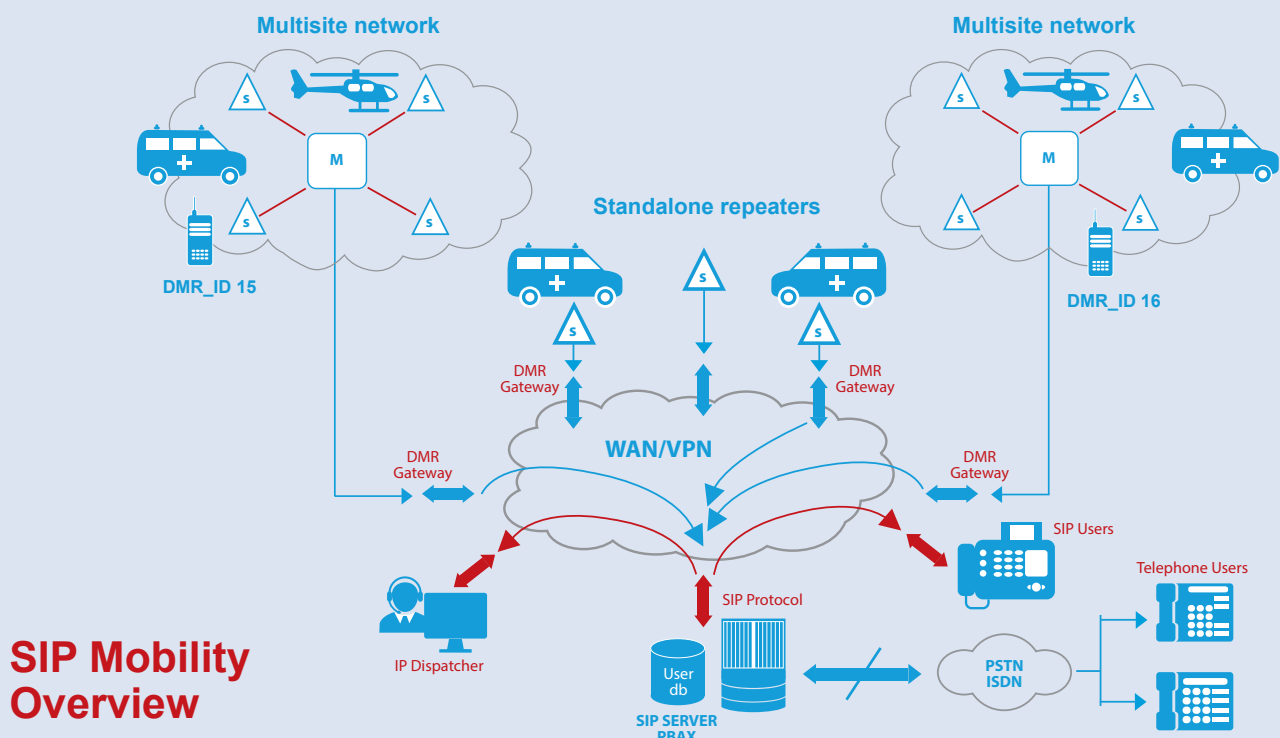 Multisite network
Multisite network
s
s
M
s
s
DMR_ID 15
s
s
M
s
s
DMR_ID 16
Standalone repeaters
s
s
s
DMR
Gateway
DMR
Gateway
WAN/VPN
DMR
Gateway
DMR
Gateway
SIP Users
Telephone Users
IP Dispatcher
SIP Protocol
User
db
SIP SERVER
PBAX
PSTN
ISDN
SIP Mobility
Overview